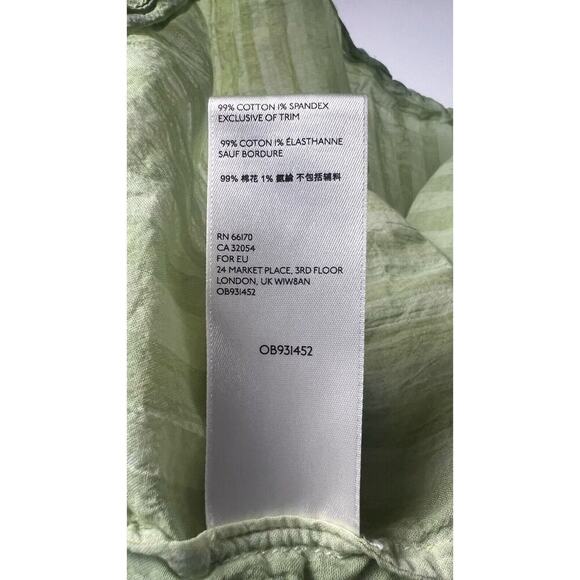 99% COTTON 1% SPANDEX
EXCLUSIVE OF TRIM
99% COTON 1% ÉLASTHANNE
SAUF BORDURE
99% 棉花 1% 氨綸 不包括辅料
RN 66170
CA 32054
FOR EU
24 MARKET PLACE, 3RD FLOOR
LONDON, UK W1W8AN
OB931452
OB931452